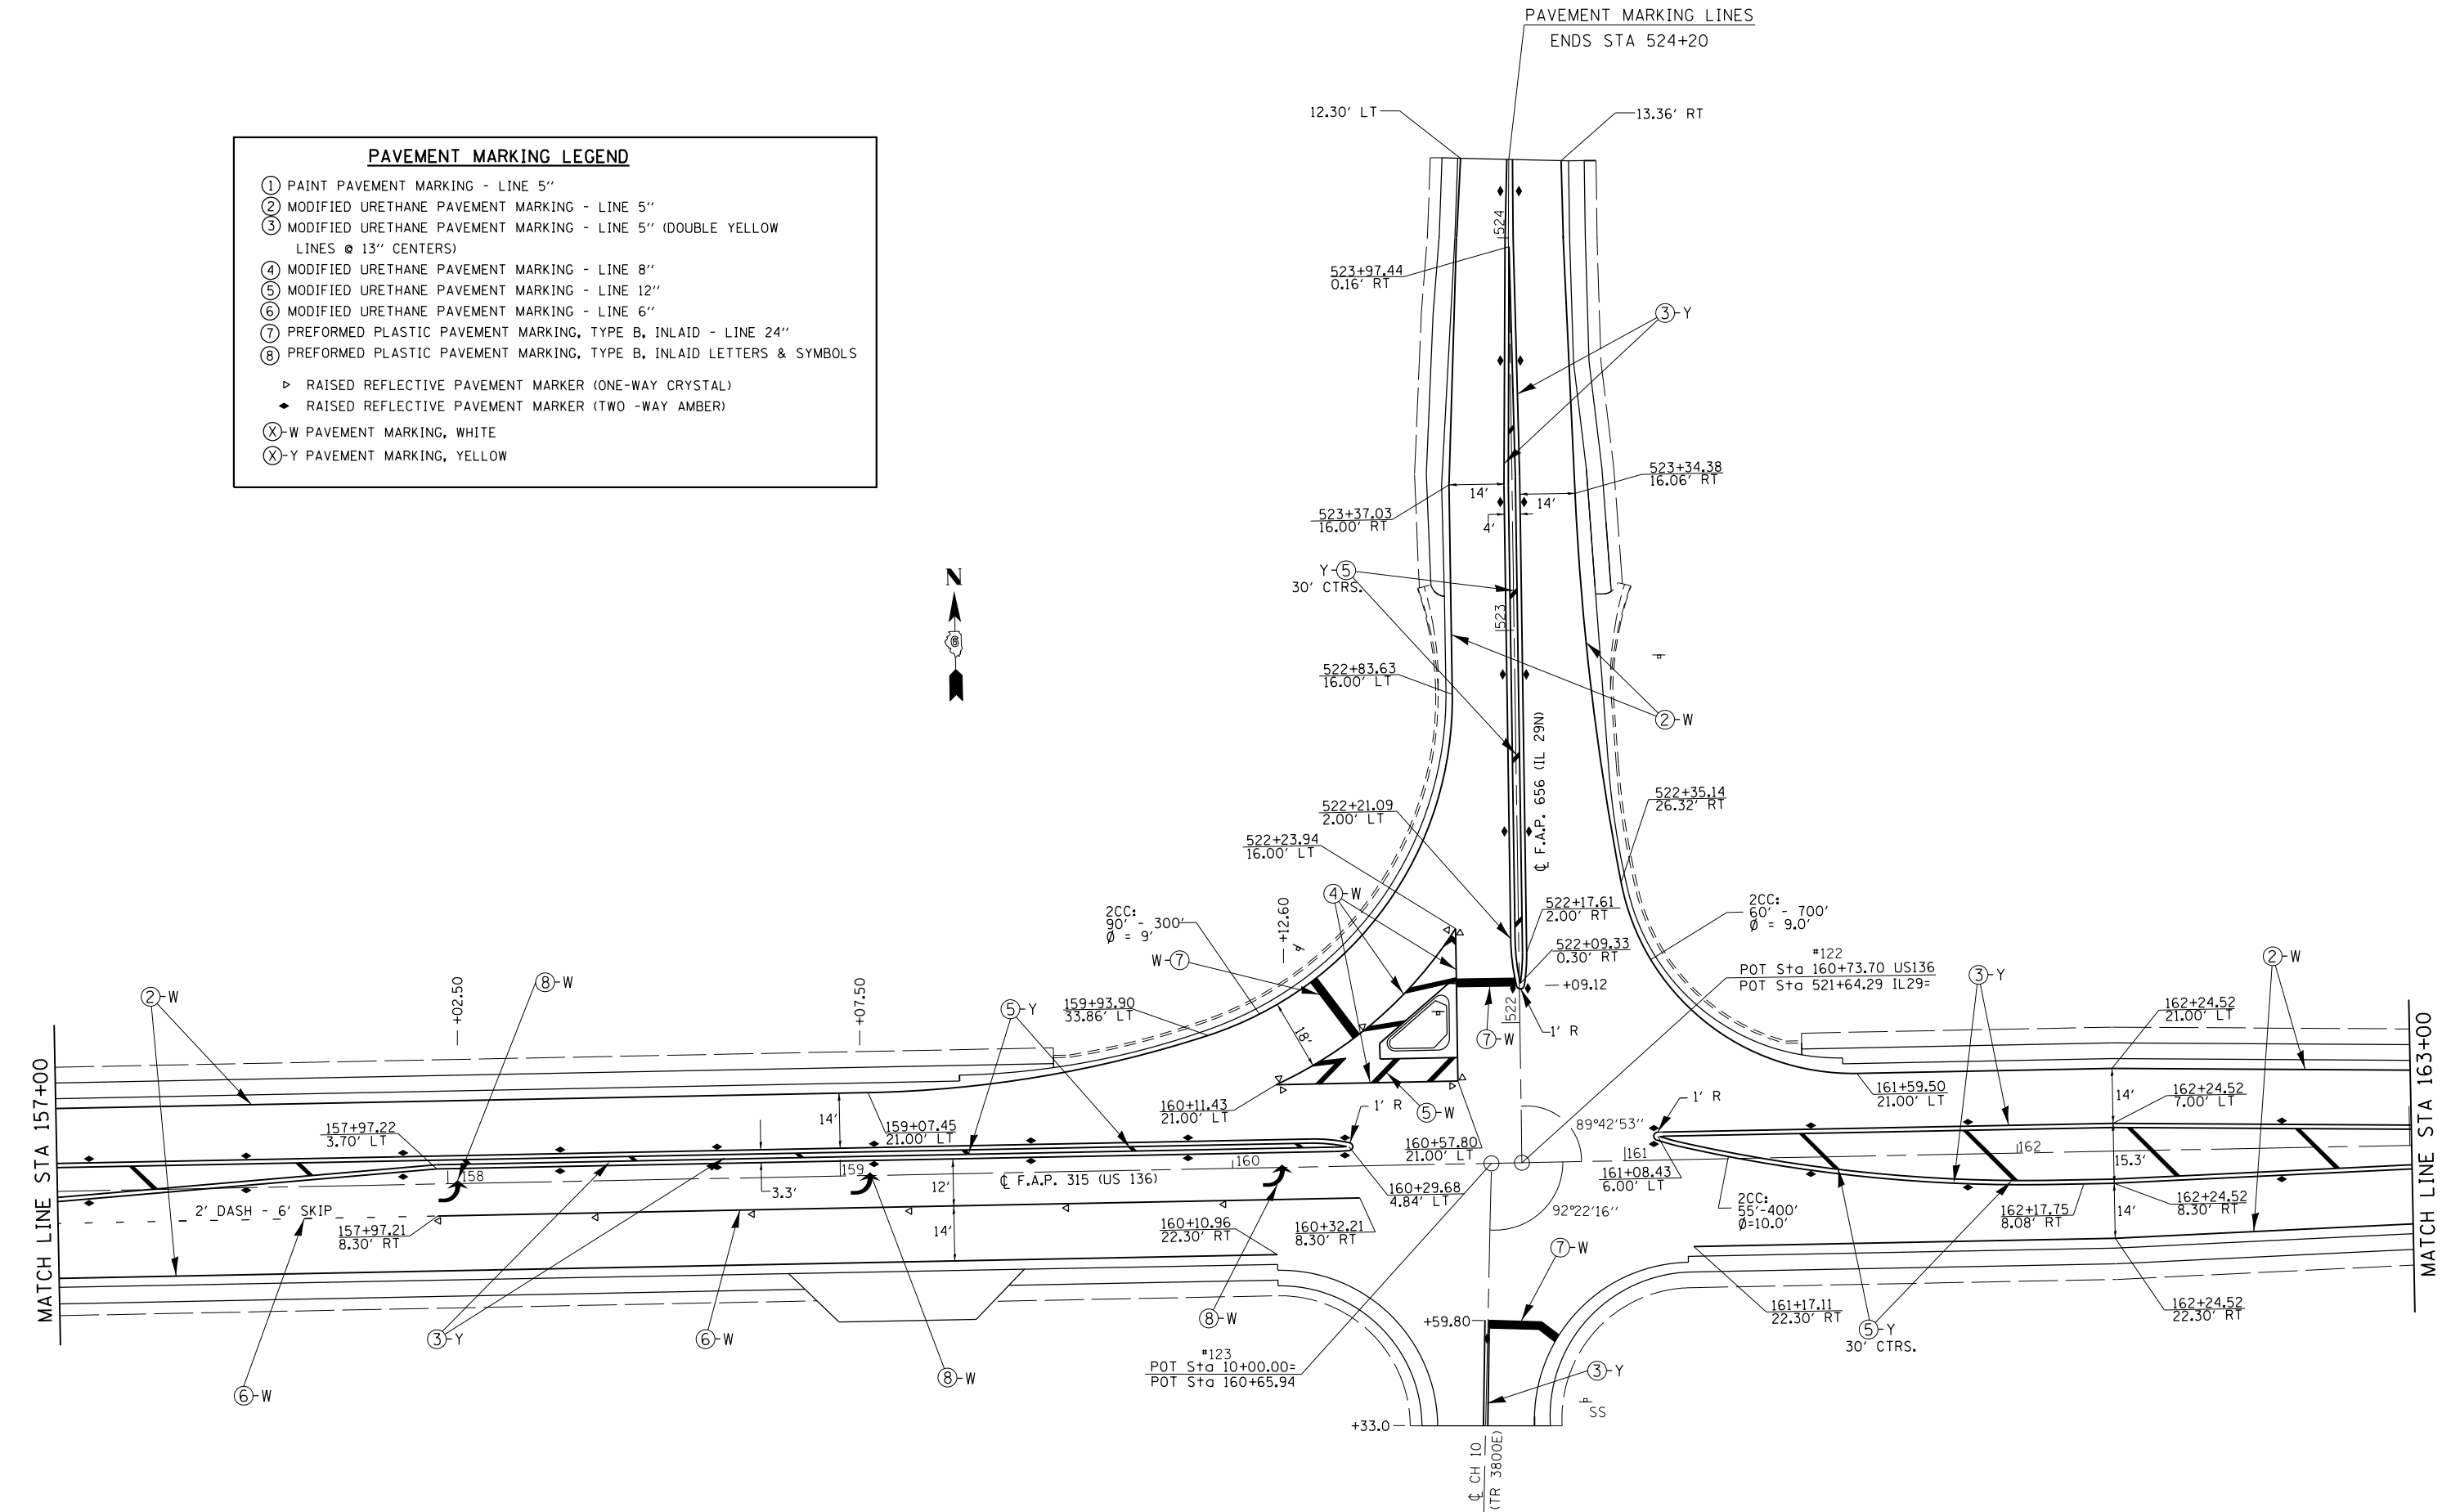 PAVEMENT MARKING LINES
ENDS STA 524+20
12.30' LT
13.36' RT
PAVEMENT MARKING LEGEND
1 PAINT PAVEMENT MARKING - LINE 5"
2 MODIFIED URETHANE PAVEMENT MARKING - LINE 5"
3 MODIFIED URETHANE PAVEMENT MARKING - LINE 5" (DOUBLE YELLOW
LINES @ 13" CENTERS)
4 MODIFIED URETHANE PAVEMENT MARKING - LINE 8"
5 MODIFIED URETHANE PAVEMENT MARKING - LINE 12"
6 MODIFIED URETHANE PAVEMENT MARKING - LINE 6"
7 PREFORMED PLASTIC PAVEMENT MARKING, TYPE B, INLAID - LINE 24"
8 PREFORMED PLASTIC PAVEMENT MARKING, TYPE B, INLAID LETTERS & SYMBOLS
RAISED REFLECTIVE PAVEMENT MARKER (ONE-WAY CRYSTAL)
RAISED REFLECTIVE PAVEMENT MARKER (TWO -WAY AMBER)
X-W PAVEMENT MARKING, WHITE
X-Y PAVEMENT MARKING, YELLOW
524
523+97.44
0.16' RT
3-Y
523+34.38
16.06' RT
14'
14'
4'
523+37.03
16.00' RT
N
6
Y-5
30' CTRS.
523
522+83.63
16.00' LT
2-W
℄ F.A.P. 656 (IL 29N)
522+21.09
2.00' LT
522+35.14
26.32' RT
522+23.94
16.00' LT
4-W
2CC:
90' - 300'
Ø = 9'
+12.60
522+17.61
2.00' RT
2CC:
60' - 700'
Ø = 9.0'
522+09.33
0.30' RT
#122
POT Sta 160+73.70 US136
POT Sta 521+64.29 IL29=
W-7
+09.12
522
1' R
7-W
2-W
+02.50
8-W
+07.50
5-Y
159+93.90
33.86' LT
18'
3-Y
2-W
162+24.52
21.00' LT
MATCH LINE STA 157+00
MATCH LINE STA 163+00
160+11.43
21.00' LT
5-W
1' R
1' R
161+59.50
21.00' LT
14'
162+24.52
7.00' LT
157+97.22
3.70' LT
14'
159+07.45
21.00' LT
160+57.80
21.00' LT
89°42'53"
158
159
160
161
162
3.3'
12'
℄ F.A.P. 315 (US 136)
160+29.68
4.84' LT
161+08.43
6.00' LT
15.3'
2CC:
55'-400'
Ø=10.0'
162+17.75
8.08' RT
162+24.52
8.30' RT
2' DASH - 6' SKIP
157+97.21
8.30' RT
14'
160+10.96
22.30' RT
160+32.21
8.30' RT
92°22'16"
14'
7-W
161+17.11
22.30' RT
162+24.52
22.30' RT
3-Y
6-W
8-W
+59.80
5-Y
30' CTRS.
#123
POT Sta 10+00.00=
POT Sta 160+65.94
6-W
8-W
3-Y
SS
+33.0
℄ CH 10
(TR 3800E)